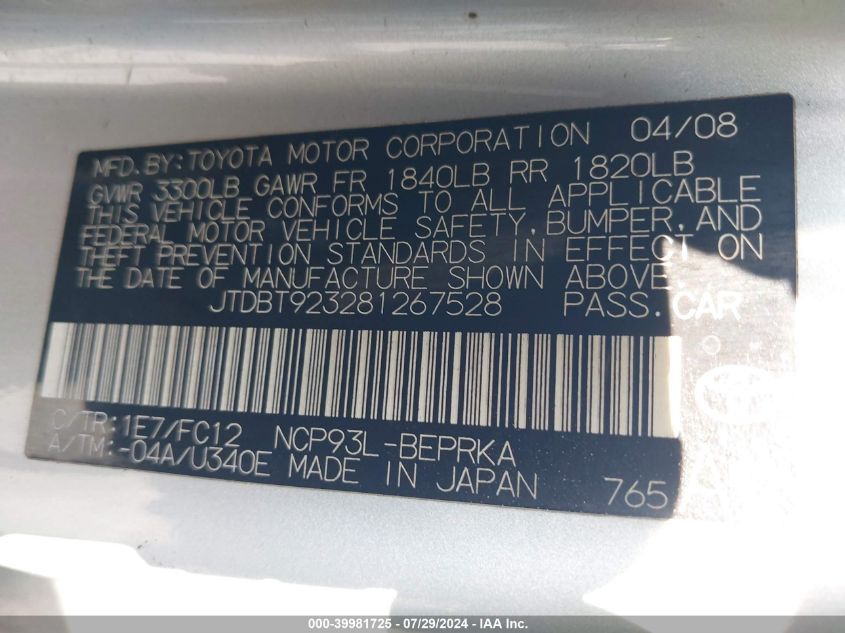 MFD. BY: TOYOTA MOTOR CORPORATION 04/08
GVWR 3300LB GAWR FR 1840LB RR 1820LB
THIS VEHICLE CONFORMS TO ALL APPLICABLE
FEDERAL MOTOR VEHICLE SAFETY, BUMPER, AND
THEFT PREVENTION STANDARDS IN EFFECT ON
THE DATE OF MANUFACTURE SHOWN ABOVE.
JTDBT923281267528 PASS. CAR
C/TR: 1E7/FC12 NCP93L-BEPRKA
A/TM: -04A/U340E MADE IN JAPAN 765
000-39981725 - 07/29/2024 - IAA Inc.